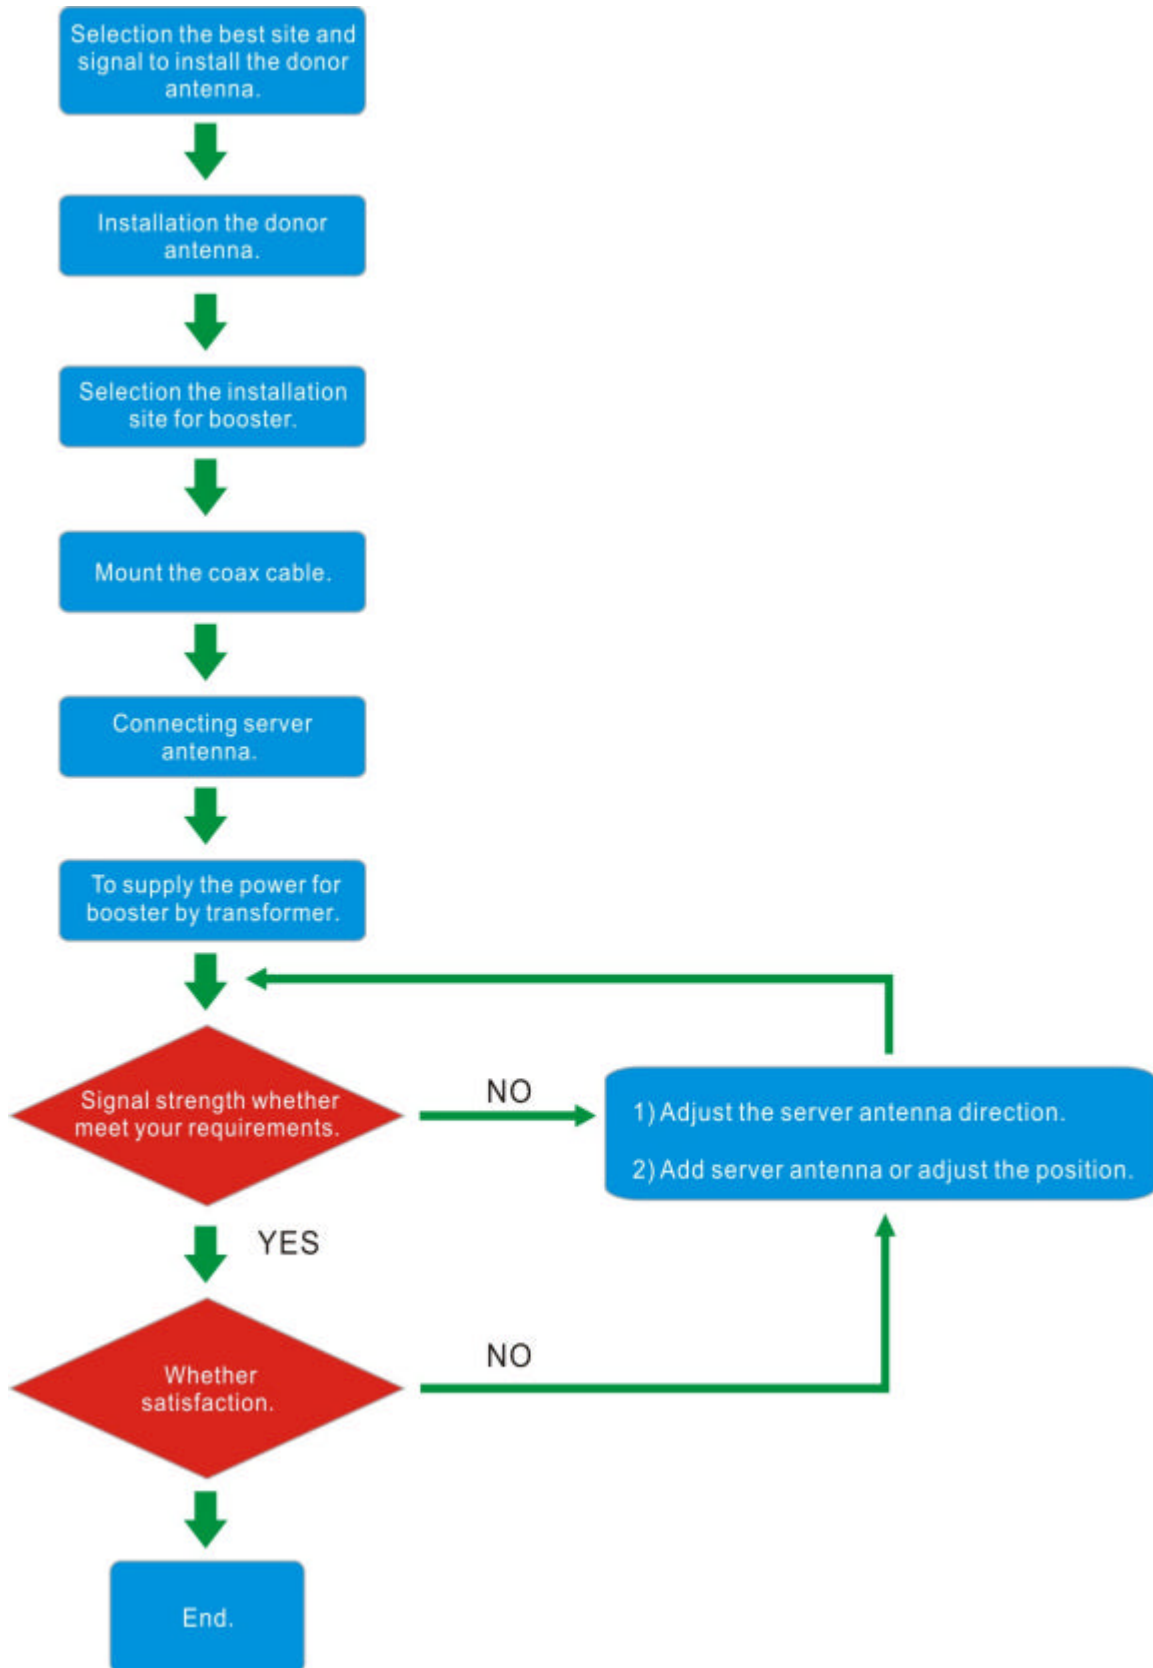 Selection the best site and
signal to install the donor
antenna.
Installation the donor
antenna.
Selection the installation
site for booster.
Mount the coax cable.
Connecting server
antenna.
To supply the power for
booster by transformer.
Signal strength whether
meet your requirements.
NO
1) Adjust the server antenna direction.
2) Add server antenna or adjust the position.
YES
Whether
satisfaction.
NO
End.